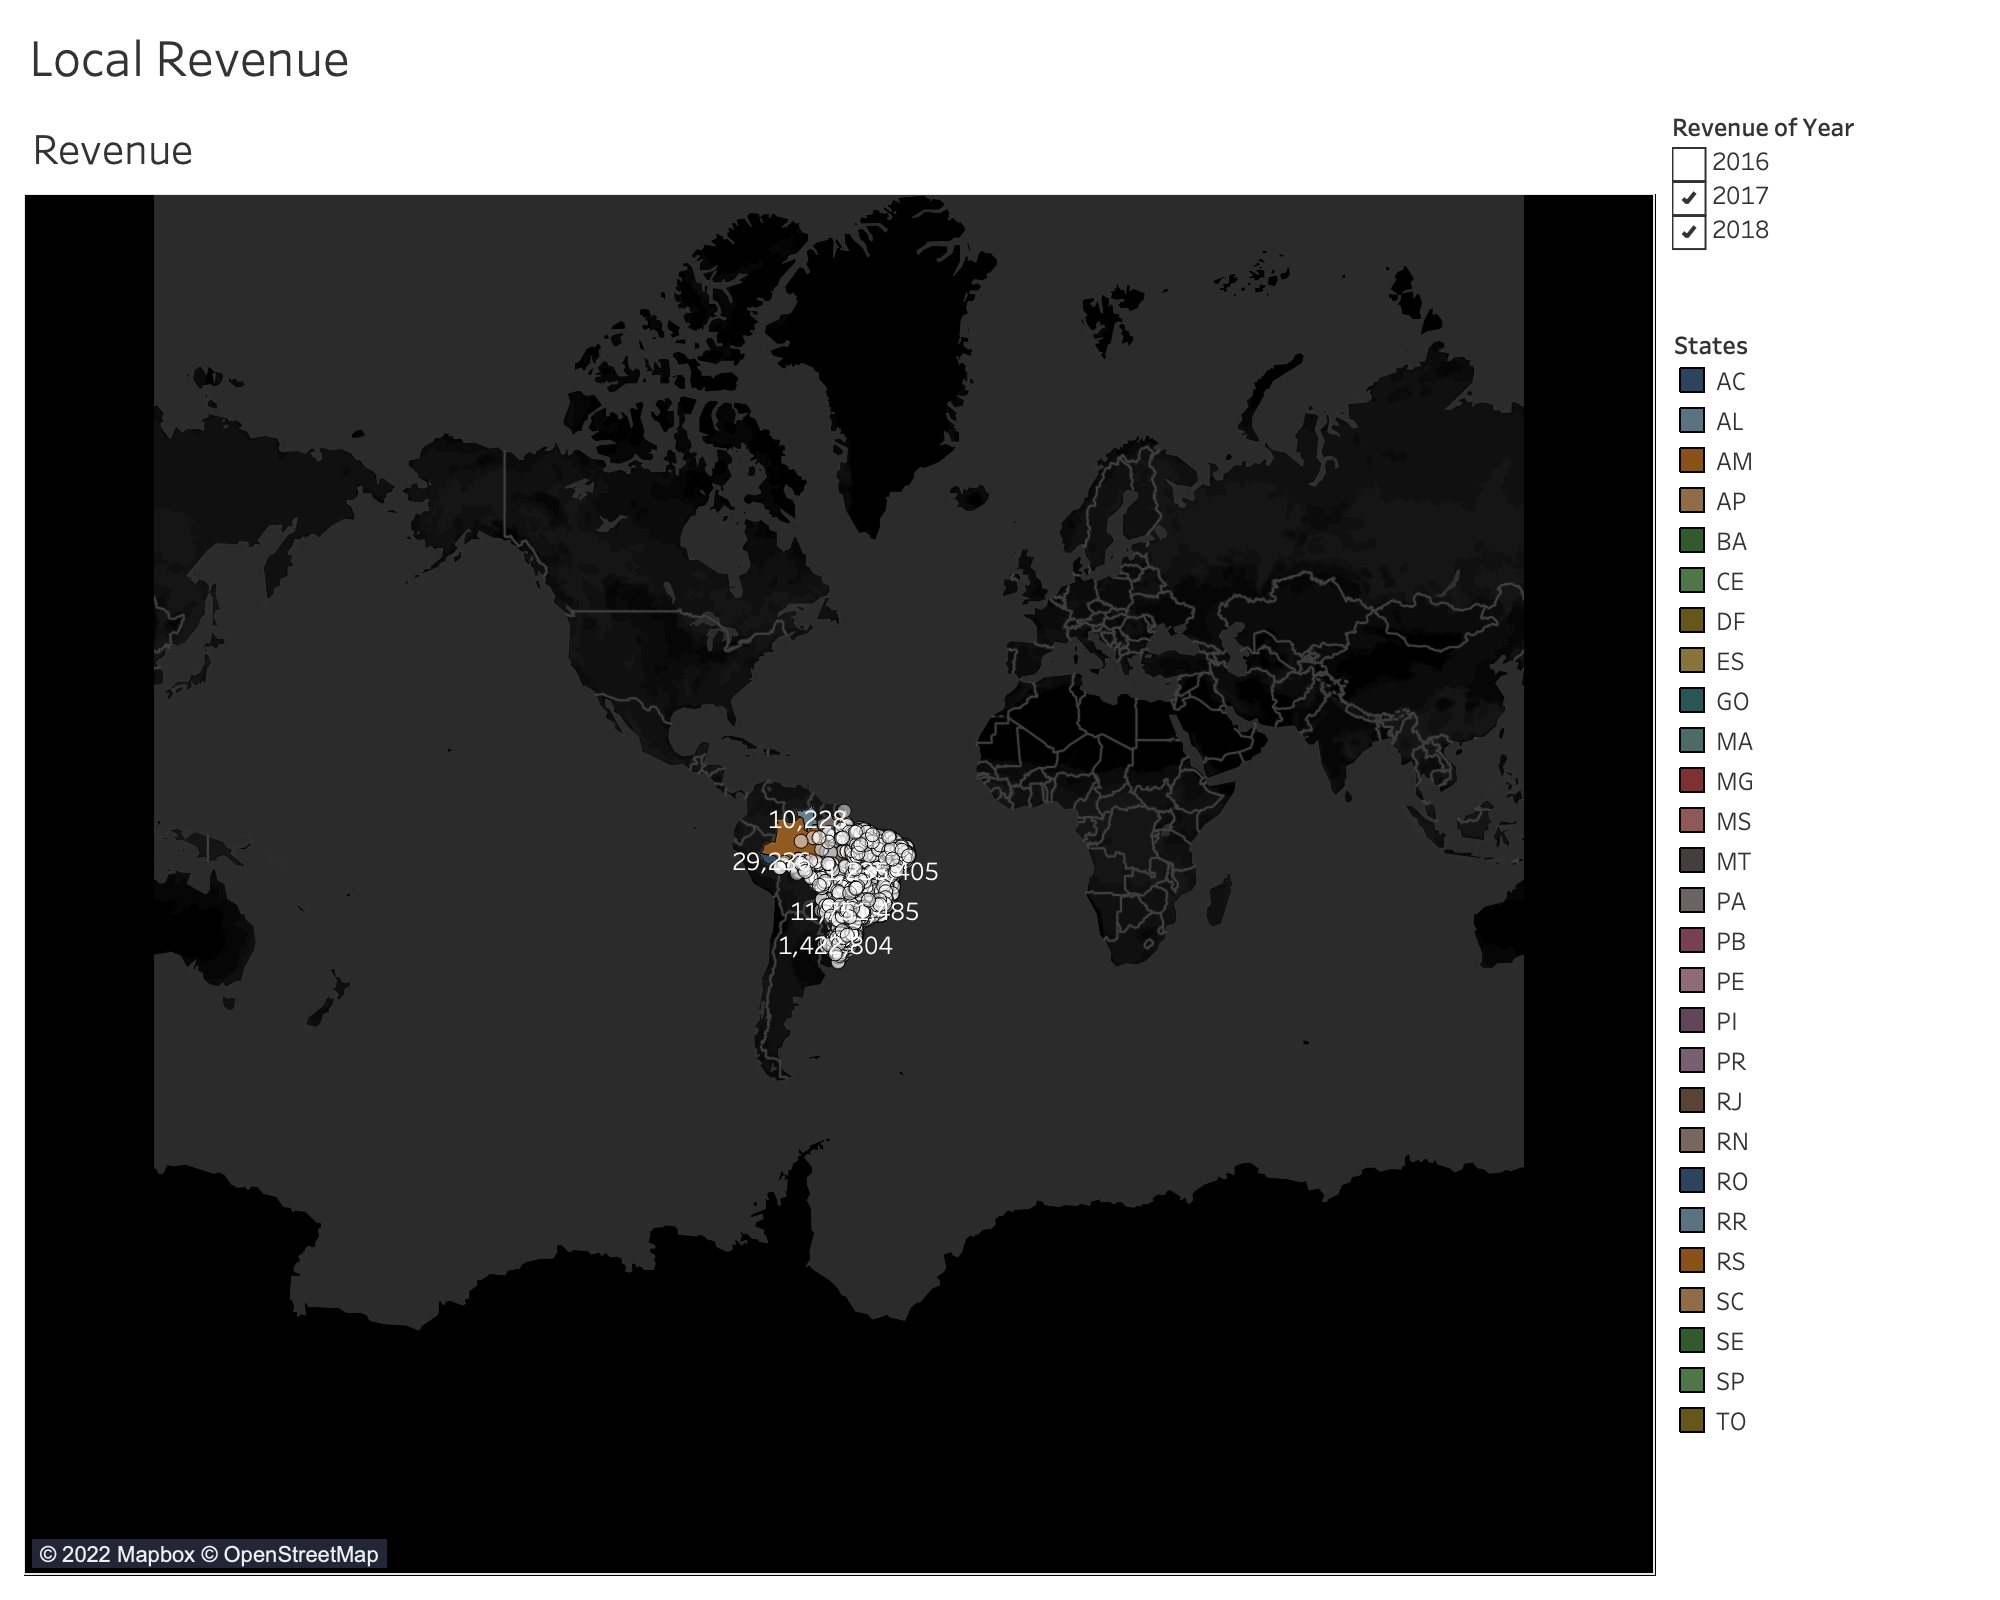 Local Revenue
Revenue
Revenue of Year
2016
2017
2018
States
AC
AL
AM
AP
BA
CE
DF
ES
GO
MA
MG
MS
MT
PA
PB
PE
PI
PR
RJ
RN
RO
RR
RS
SC
SE
SP
TO
10,228
© 2022 Mapbox © OpenStreetMap